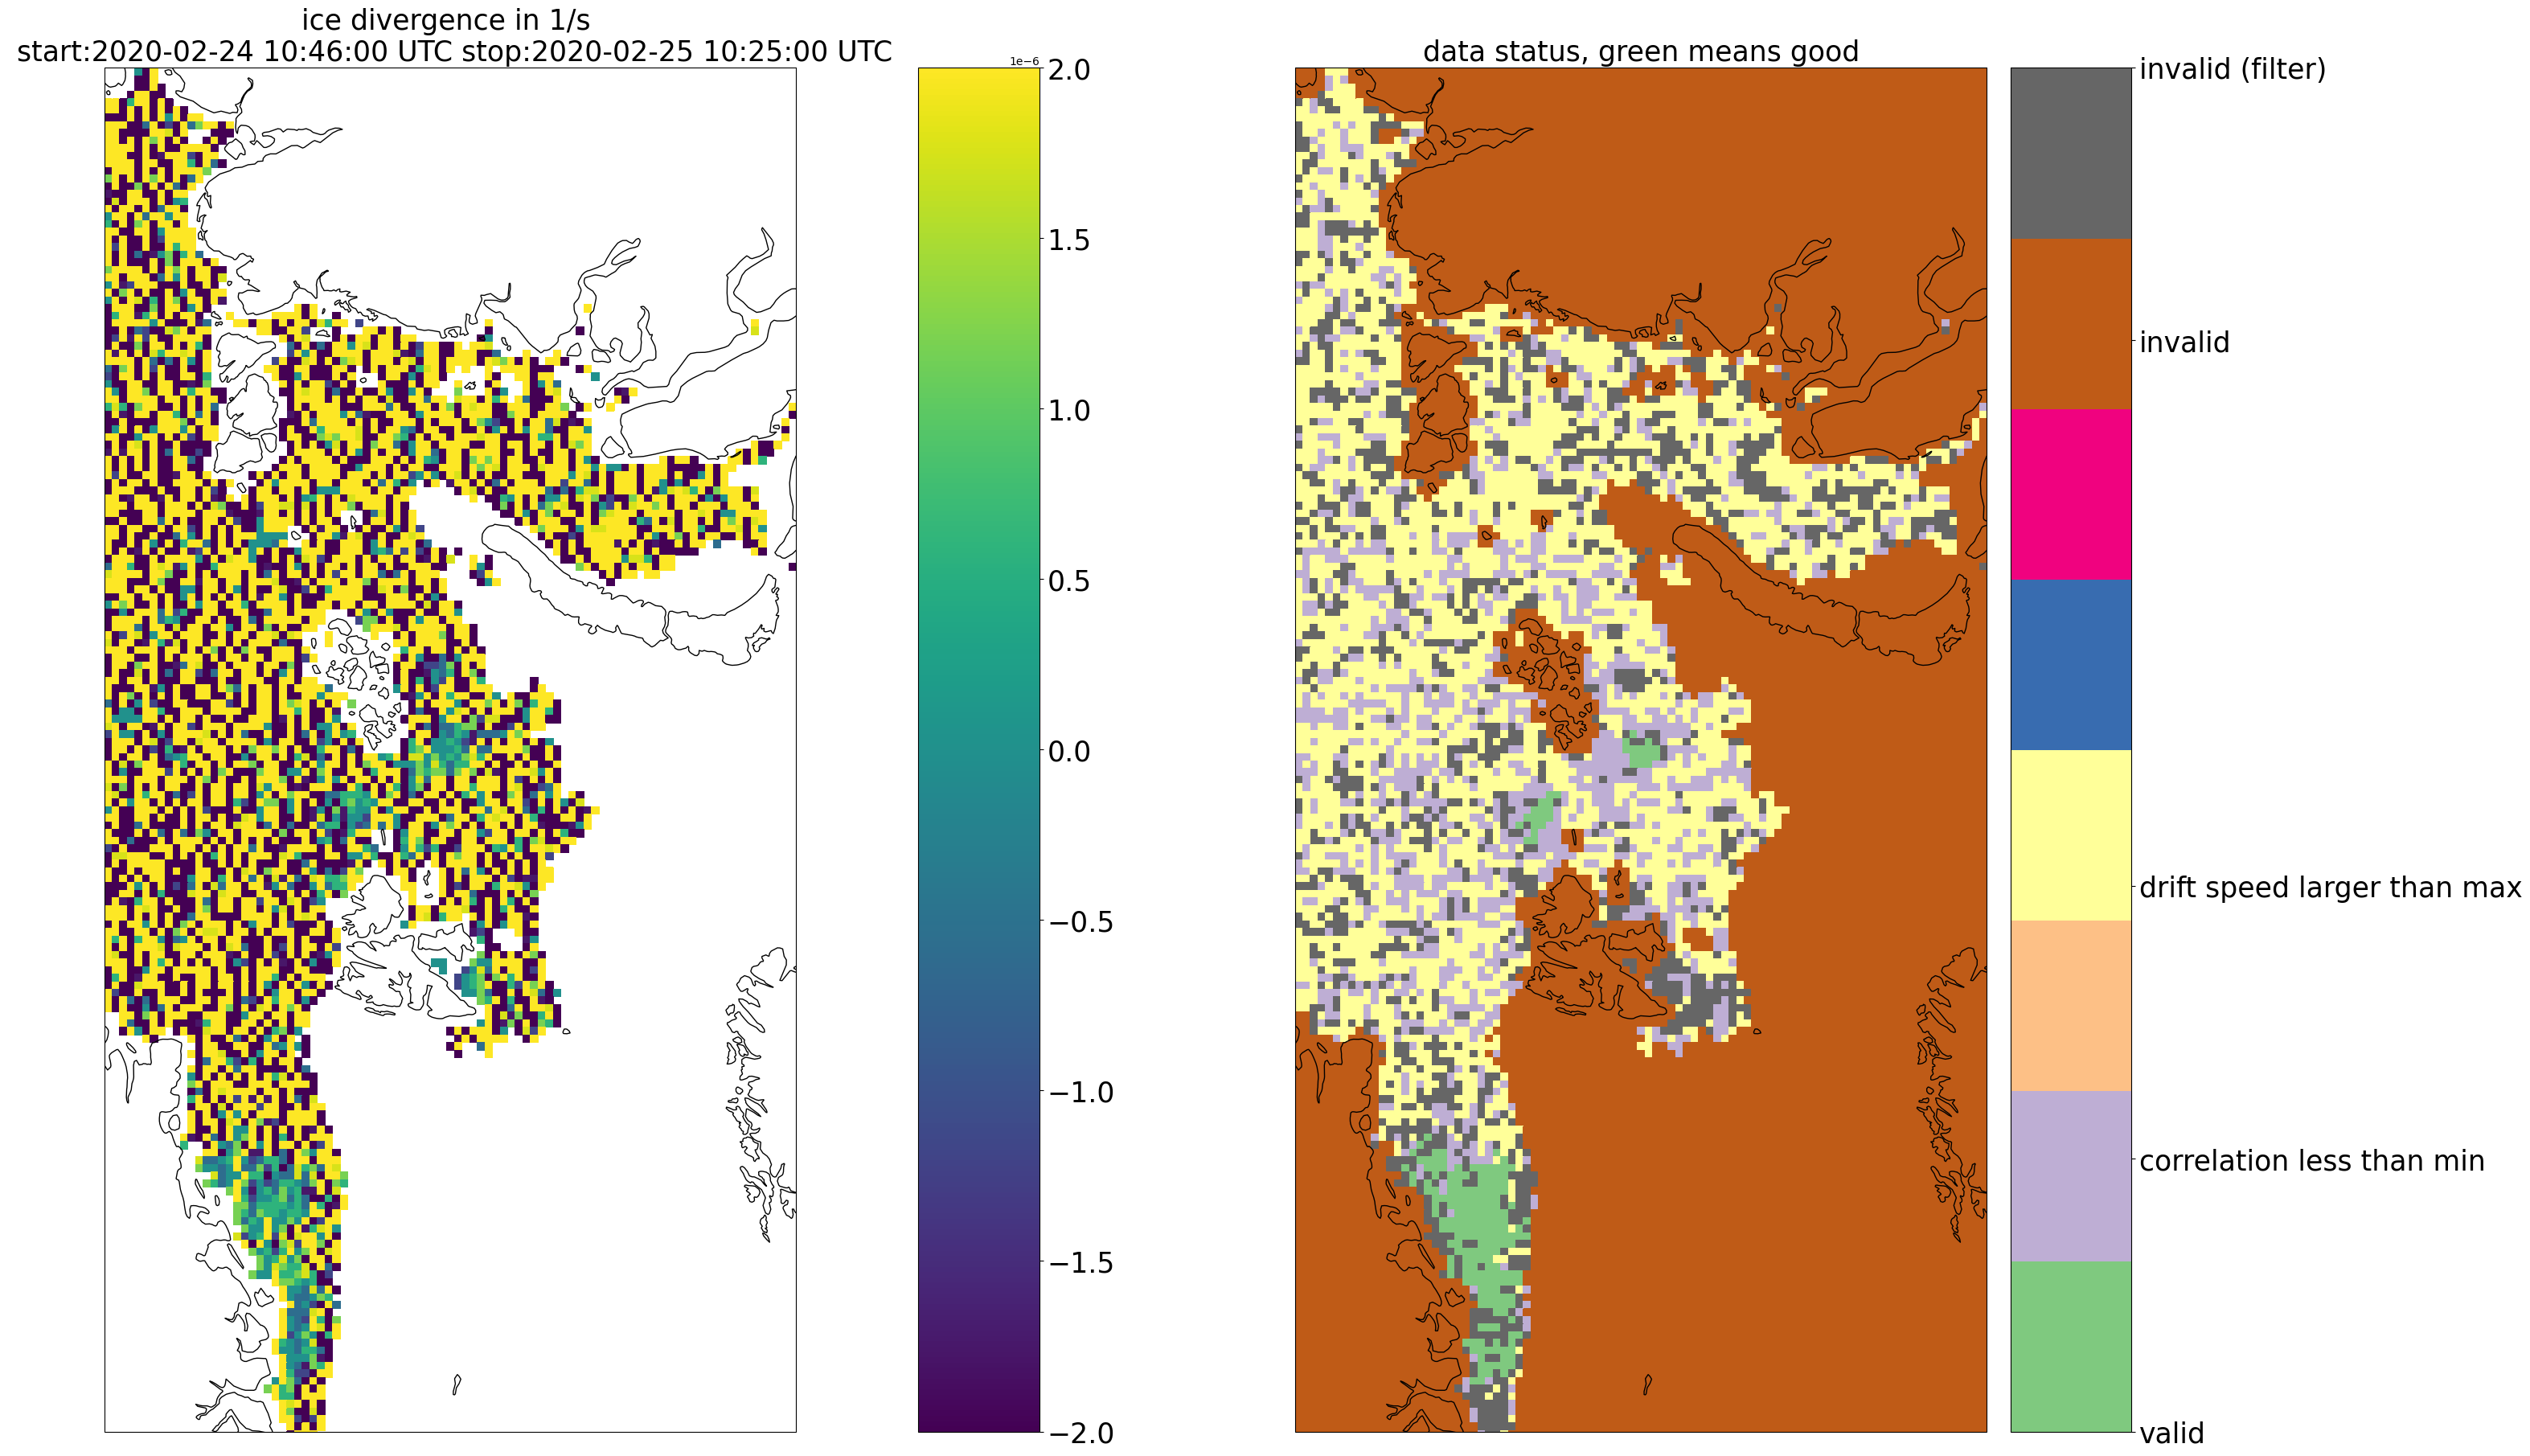 ice divergence in 1/s
start:2020-02-24 10:46:00 UTC stop:2020-02-25 10:25:00 UTC
1e−6
2.0
1.5
1.0
0.5
0.0
−0.5
−1.0
−1.5
−2.0
data status, green means good
invalid (filter)
invalid
drift speed larger than max
correlation less than min
valid